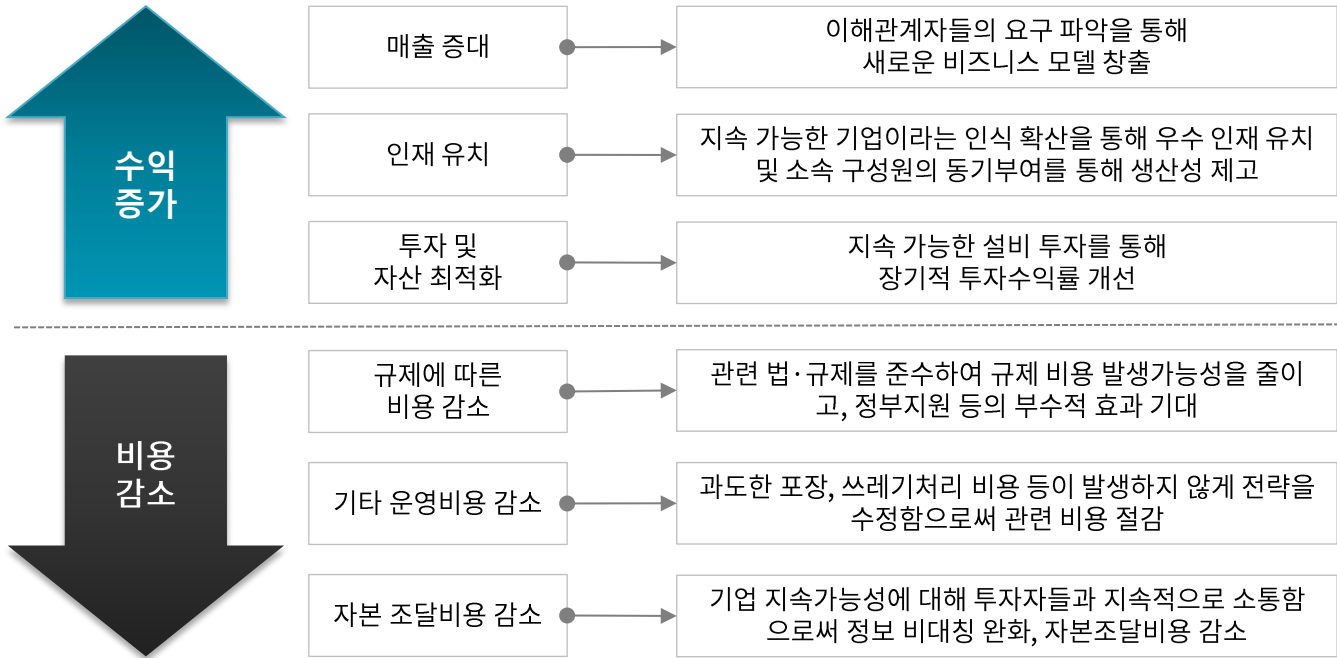 수익
증가
매출 증대
이해관계자들의 요구 파악을 통해
새로운 비즈니스 모델 창출
인재 유치
지속 가능한 기업이라는 인식 확산을 통해 우수 인재 유치
및 소속 구성원의 동기부여를 통해 생산성 제고
투자 및
자산 최적화
지속 가능한 설비 투자를 통해
장기적 투자수익률 개선
비용
감소
규제에 따른
비용 감소
관련 법·규제를 준수하여 규제 비용 발생가능성을 줄이
고, 정부지원 등의 부수적 효과 기대
기타 운영비용 감소
과도한 포장, 쓰레기처리 비용 등이 발생하지 않게 전략을
수정함으로써 관련 비용 절감
자본 조달비용 감소
기업 지속가능성에 대해 투자자들과 지속적으로 소통함
으로써 정보 비대칭 완화, 자본조달비용 감소